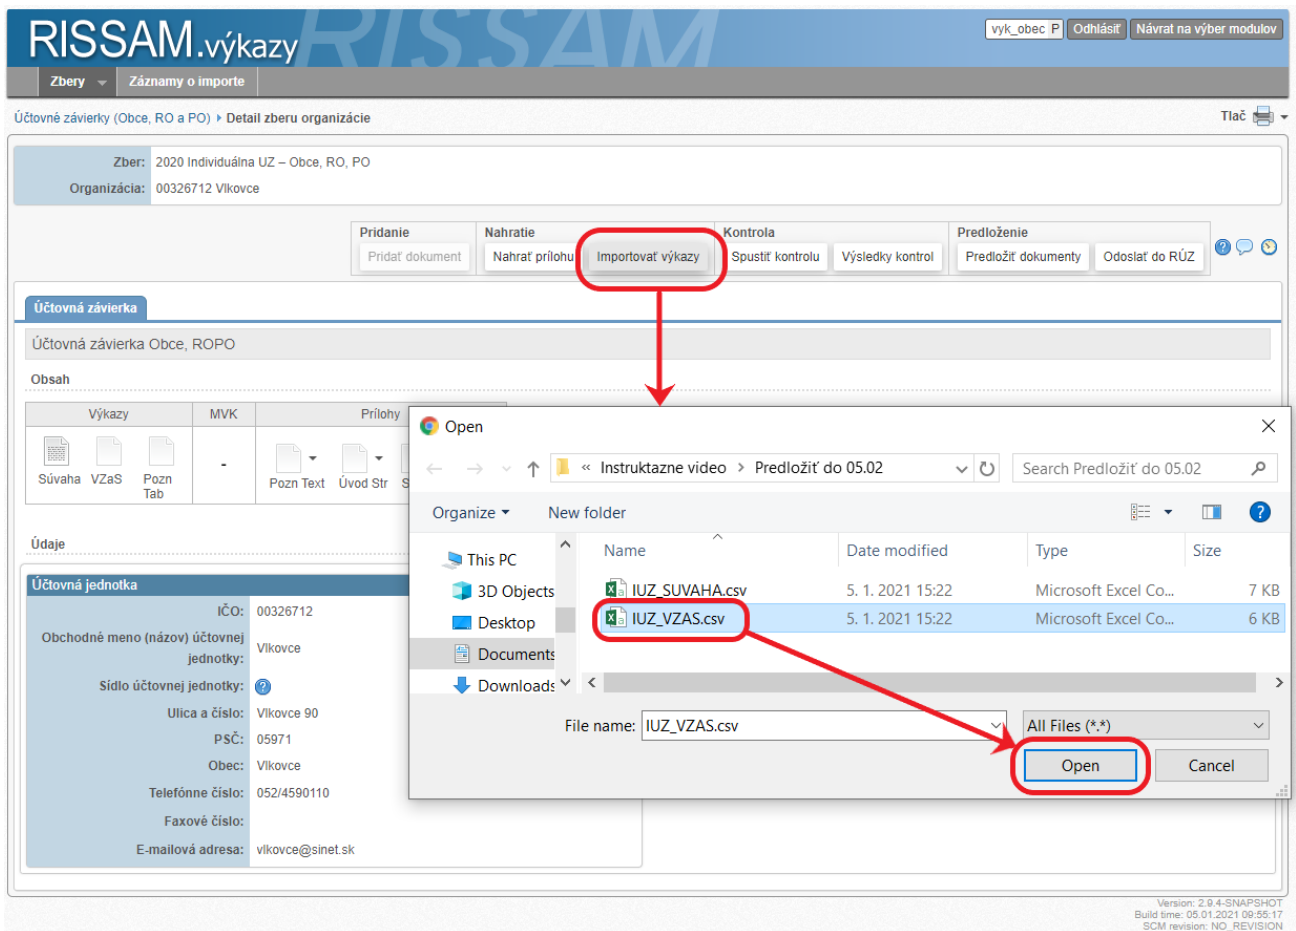 RISSAM.výkazy
RISSAM
vyk_obec P Odhlásiť Návrat na výber modulov
Zbery Záznamy o importe
Účtovné závierky (Obce, RO a PO) Detail zberu organizácie
Tlač
Zber: 2020 Individuálna UZ – Obce, RO, PO
Organizácia: 00326712 Vlkovce
Pridanie Nahratie Kontrola Predloženie
Pridať dokument Nahrať prílohu Importovať výkazy Spustiť kontrolu Výsledky kontrol Predložiť dokumenty Odoslať do RÚZ
Účtovná závierka
Účtovná závierka Obce, ROPO
Obsah
Výkazy MVK Prílohy
Súvaha VZaS Pozn Tab - Pozn Text Úvod Str S
Open
« Instruktazne video > Predložiť do 05.02 Search Predložiť do 05.02
Organize New folder
This PC
3D Objects
Desktop
Documents
Downloads
Name Date modified Type Size
IUZ_SUVAHA.csv 5. 1. 2021 15:22 Microsoft Excel Co... 7 KB
IUZ_VZAS.csv 5. 1. 2021 15:22 Microsoft Excel Co... 6 KB
File name: IUZ_VZAS.csv All Files (*.*)
Open Cancel
Údaje
Účtovná jednotka
IČO: 00326712
Obchodné meno (názov) účtovnej
jednotky: Vlkovce
Sídlo účtovnej jednotky:
Ulica a číslo: Vlkovce 90
PSČ: 05971
Obec: Vlkovce
Telefónne číslo: 052/4590110
Faxové číslo:
E-mailová adresa: vlkovce@sinet.sk
Version: 2.9.4-SNAPSHOT
Build time: 05.01.2021 09:55:17
SCM revision: NO_REVISION